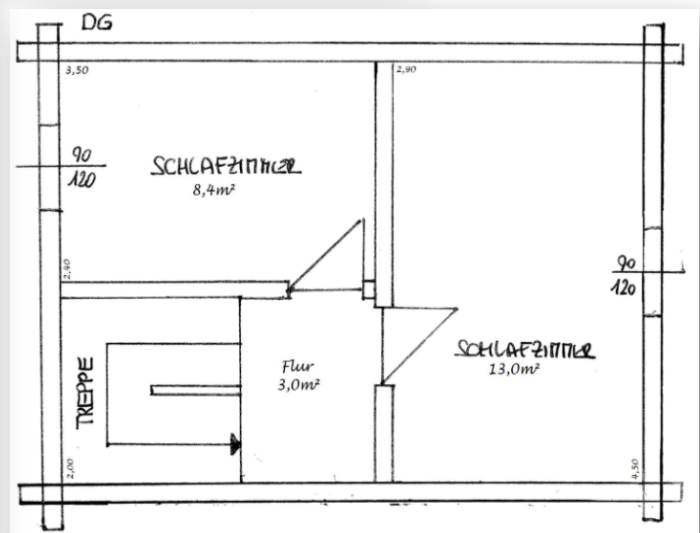 DG
3,50
2,90
90
120
SCHLAFZIMMER
8,4m²
2,40
90
120
TREPPE
Flur
3,0m²
SCHLAFZIMMER
13,0m²
2,00
4,50